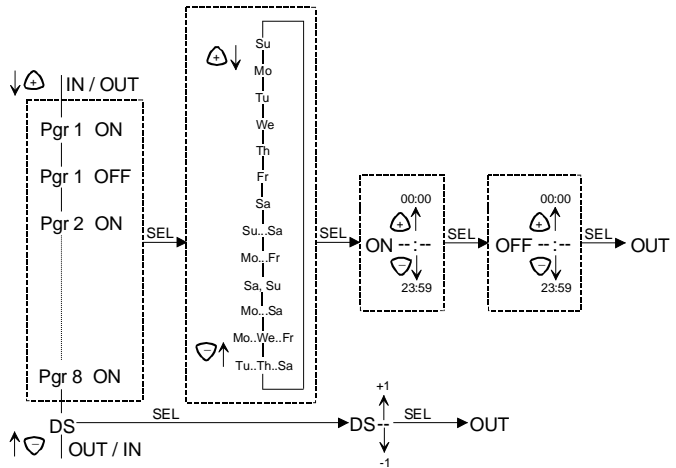 IN / OUT
Pgr 1 ON
Pgr 1 OFF
Pgr 2 ON
Pgr 8 ON
DS
OUT / IN
SEL
+
Su
Mo
Tu
We
Th
Fr
Sa
Su...Sa
Mo...Fr
Sa, Su
Mo...Sa
Mo..We..Fr
Tu..Th..Sa
SEL
00:00
+
ON --:--
−
23:59
SEL
00:00
+
OFF --:--
−
23:59
SEL
OUT
SEL
+1
DS--
-1
SEL
OUT